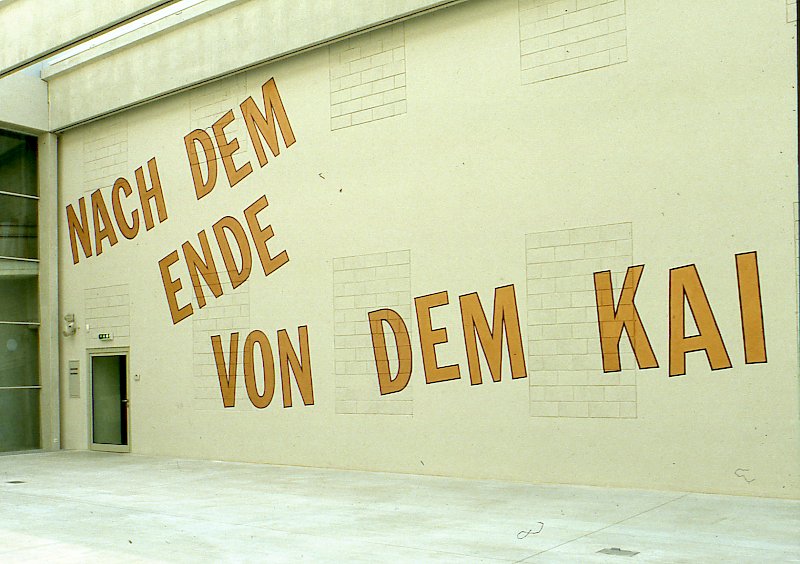 NACH DEM
ENDE
VON DEM KAI